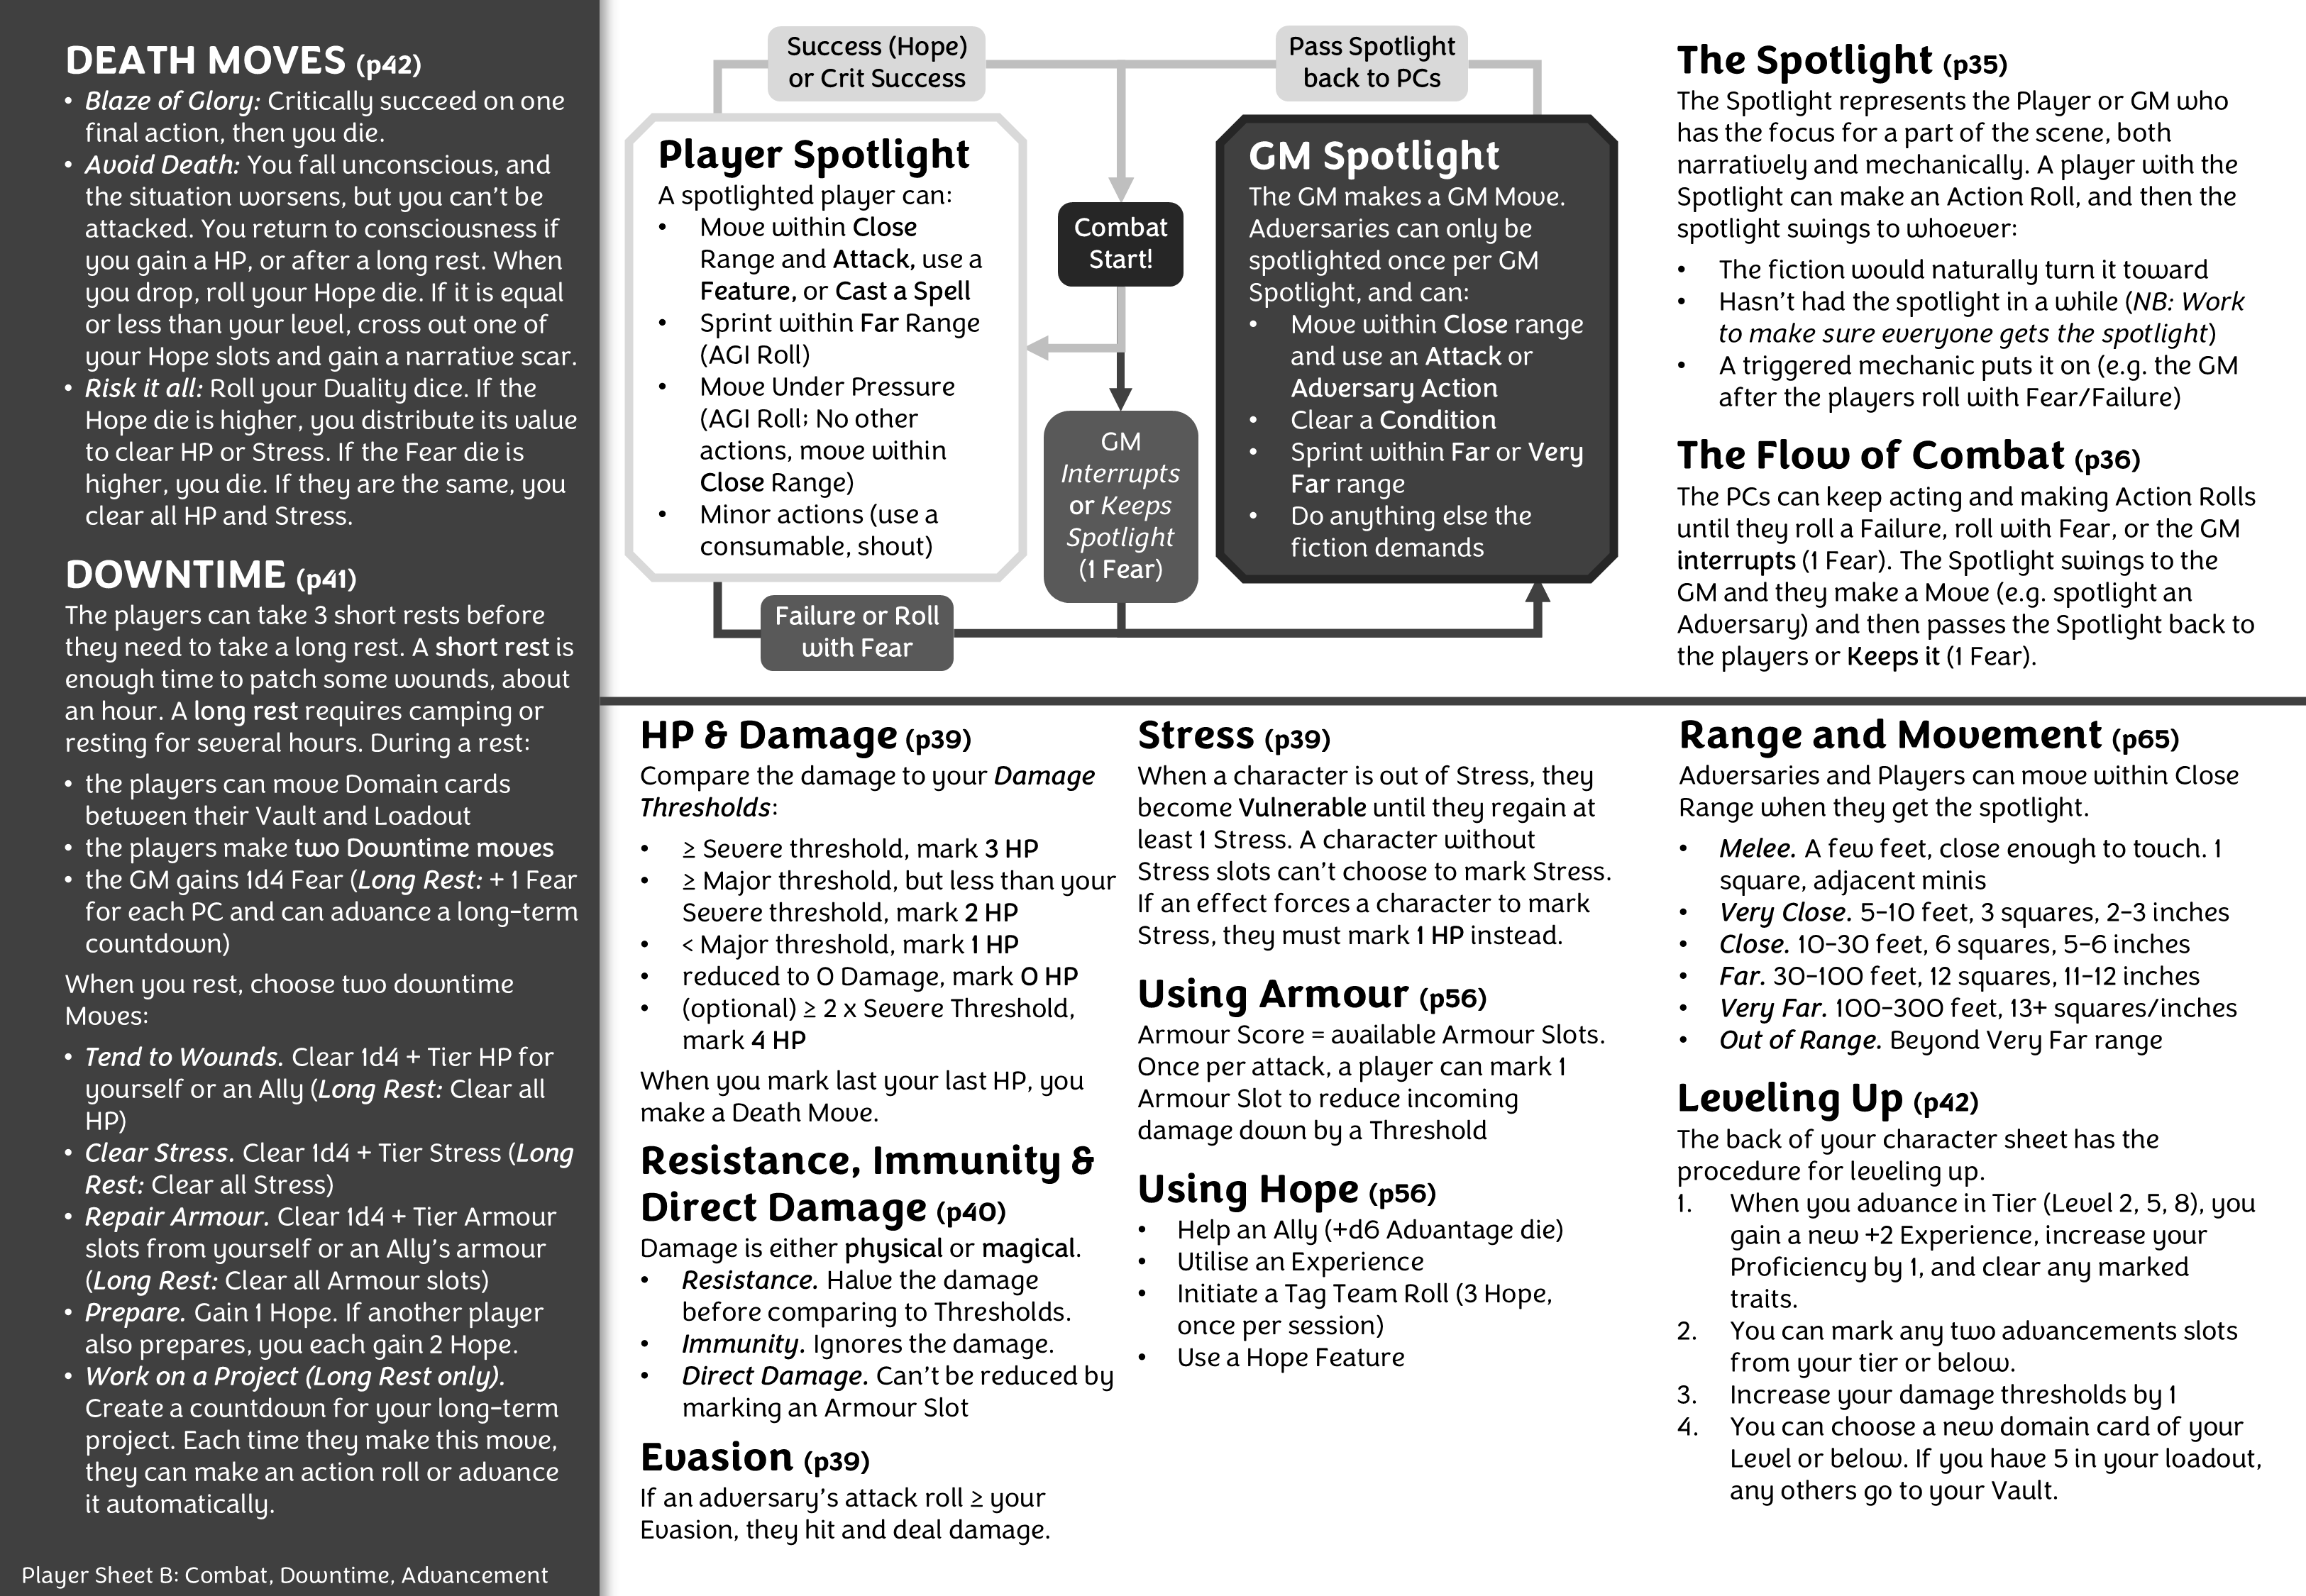 DEATH MOVES (p42)
• Blaze of Glory: Critically succeed on one
final action, then you die.
• Avoid Death: You fall unconscious, and
the situation worsens, but you can't be
attacked. You return to consciousness if
you gain a HP, or after a long rest. When
you drop, roll your Hope die. If it is equal
or less than your level, cross out one of
your Hope slots and gain a narrative scar.
• Risk it all: Roll your Duality dice. If the
Hope die is higher, you distribute its value
to clear HP or Stress. If the Fear die is
higher, you die. If they are the same, you
clear all HP and Stress.
DOWNTIME (p41)
The players can take 3 short rests before
they need to take a long rest. A short rest is
enough time to patch some wounds, about
an hour. A long rest requires camping or
resting for several hours. During a rest:
• the players can move Domain cards
between their Vault and Loadout
• the players make two Downtime moves
• the GM gains 1d4 Fear (Long Rest: + 1 Fear
for each PC and can advance a long-term
countdown)
When you rest, choose two downtime
Moves:
• Tend to Wounds. Clear 1d4 + Tier HP for
yourself or an Ally (Long Rest: Clear all
HP)
• Clear Stress. Clear 1d4 + Tier Stress (Long
Rest: Clear all Stress)
• Repair Armour. Clear 1d4 + Tier Armour
slots from yourself or an Ally's armour
(Long Rest: Clear all Armour slots)
• Prepare. Gain 1 Hope. If another player
also prepares, you each gain 2 Hope.
• Work on a Project (Long Rest only).
Create a countdown for your long-term
project. Each time they make this move,
they can make an action roll or advance
it automatically.
Player Sheet B: Combat, Downtime, Advancement
Success (Hope)
or Crit Success
Pass Spotlight
back to PCs
Player Spotlight
A spotlighted player can:
• Move within Close
Range and Attack, use a
Feature, or Cast a Spell
• Sprint within Far Range
(AGI Roll)
• Move Under Pressure
(AGI Roll; No other
actions, move within
Close Range)
• Minor actions (use a
consumable, shout)
Combat
Start!
GM
Interrupts
or Keeps
Spotlight
(1 Fear)
GM Spotlight
The GM makes a GM Move.
Adversaries can only be
spotlighted once per GM
Spotlight, and can:
• Move within Close range
and use an Attack or
Adversary Action
• Clear a Condition
• Sprint within Far or Very
Far range
• Do anything else the
fiction demands
Failure or Roll
with Fear
The Spotlight (p35)
The Spotlight represents the Player or GM who
has the focus for a part of the scene, both
narratively and mechanically. A player with the
Spotlight can make an Action Roll, and then the
spotlight swings to whoever:
• The fiction would naturally turn it toward
• Hasn't had the spotlight in a while (NB: Work
to make sure everyone gets the spotlight)
• A triggered mechanic puts it on (e.g. the GM
after the players roll with Fear/Failure)
The Flow of Combat (p36)
The PCs can keep acting and making Action Rolls
until they roll a Failure, roll with Fear, or the GM
interrupts (1 Fear). The Spotlight swings to the
GM and they make a Move (e.g. spotlight an
Adversary) and then passes the Spotlight back to
the players or Keeps it (1 Fear).
HP & Damage (p39)
Compare the damage to your Damage
Thresholds:
• ≥ Severe threshold, mark 3 HP
• ≥ Major threshold, but less than your
Severe threshold, mark 2 HP
• < Major threshold, mark 1 HP
• reduced to 0 Damage, mark 0 HP
• (optional) ≥ 2 x Severe Threshold,
mark 4 HP
When you mark last your last HP, you
make a Death Move.
Resistance, Immunity &
Direct Damage (p40)
Damage is either physical or magical.
• Resistance. Halve the damage
before comparing to Thresholds.
• Immunity. Ignores the damage.
• Direct Damage. Can't be reduced by
marking an Armour Slot
Evasion (p39)
If an adversary's attack roll ≥ your
Evasion, they hit and deal damage.
Stress (p39)
When a character is out of Stress, they
become Vulnerable until they regain at
least 1 Stress. A character without
Stress slots can't choose to mark Stress.
If an effect forces a character to mark
Stress, they must mark 1 HP instead.
Using Armour (p56)
Armour Score = available Armour Slots.
Once per attack, a player can mark 1
Armour Slot to reduce incoming
damage down by a Threshold
Using Hope (p56)
• Help an Ally (+d6 Advantage die)
• Utilise an Experience
• Initiate a Tag Team Roll (3 Hope,
once per session)
• Use a Hope Feature
Range and Movement (p65)
Adversaries and Players can move within Close
Range when they get the spotlight.
• Melee. A few feet, close enough to touch. 1
square, adjacent minis
• Very Close. 5-10 feet, 3 squares, 2-3 inches
• Close. 10-30 feet, 6 squares, 5-6 inches
• Far. 30-100 feet, 12 squares, 11-12 inches
• Very Far. 100-300 feet, 13+ squares/inches
• Out of Range. Beyond Very Far range
Leveling Up (p42)
The back of your character sheet has the
procedure for leveling up.
1. When you advance in Tier (Level 2, 5, 8), you
gain a new +2 Experience, increase your
Proficiency by 1, and clear any marked
traits.
2. You can mark any two advancements slots
from your tier or below.
3. Increase your damage thresholds by 1
4. You can choose a new domain card of your
Level or below. If you have 5 in your loadout,
any others go to your Vault.